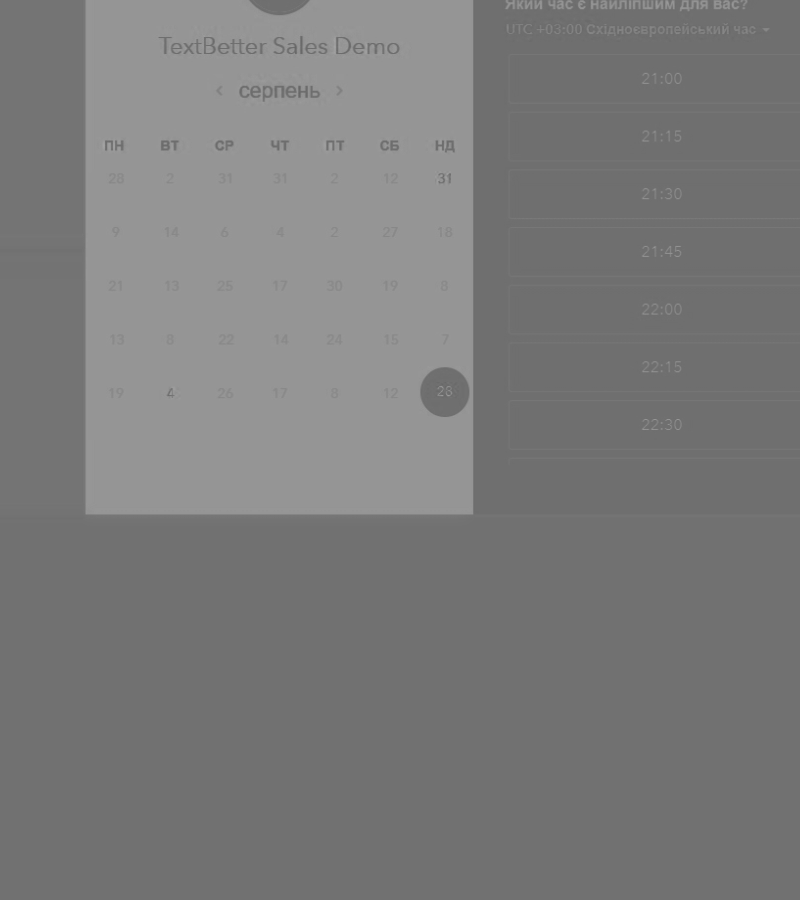 TextBetter Sales Demo
‹ серпень ›
ПН ВТ СР ЧТ ПТ СБ НД
28 2 31 31 2 12 31
9 14 6 4 2 27 18
21 13 25 17 30 19 8
13 8 22 14 24 15 7
19 4 26 17 8 12 28
Який час є найліпшим для вас?
UTC +03:00 Східноєвропейський час
21:00
21:15
21:30
21:45
22:00
22:15
22:30